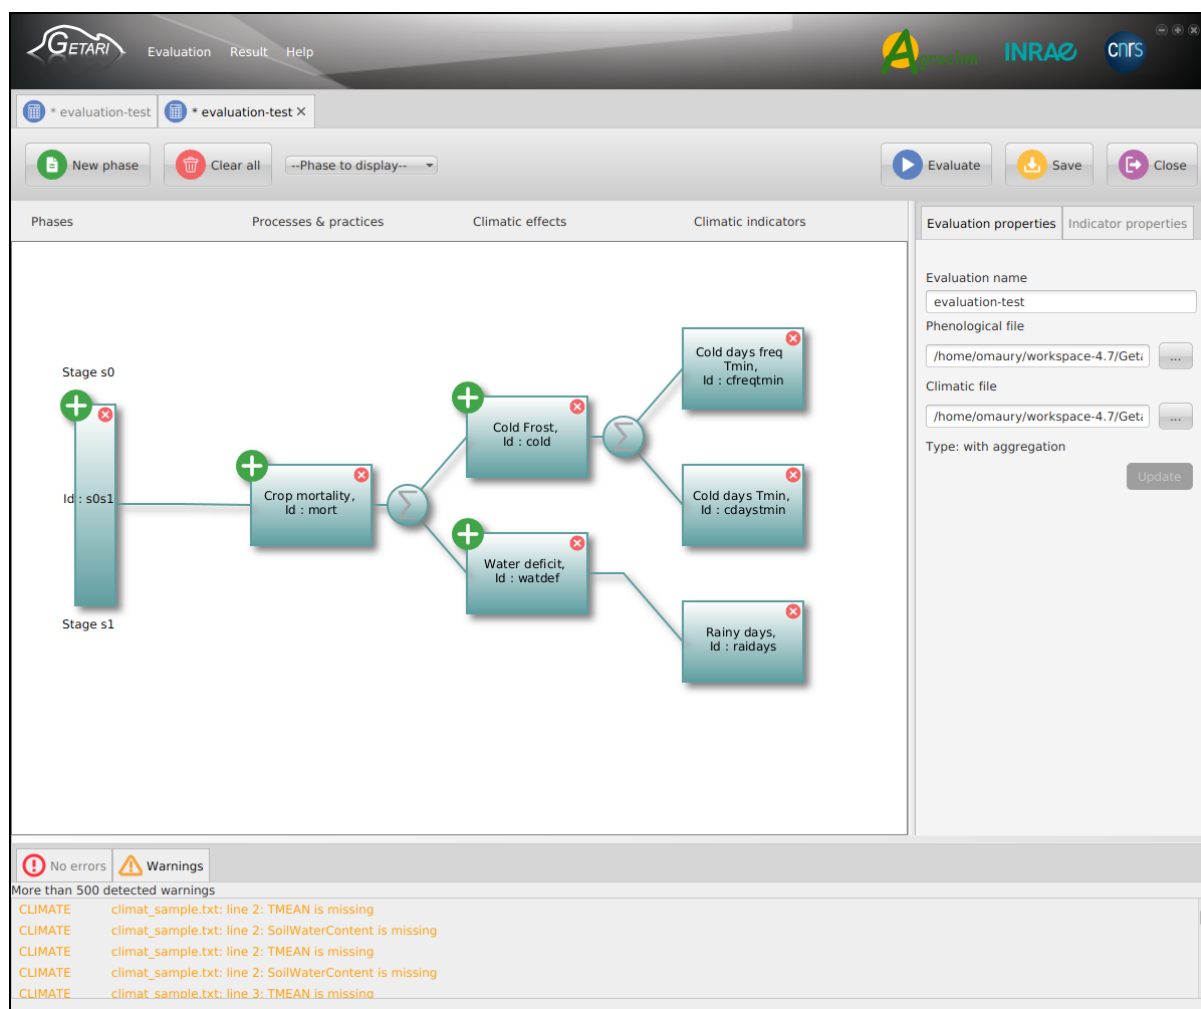 GETARI
Evaluation Result Help
Agroclim
INRAE
cnrs
* evaluation-test
* evaluation-test ×
New phase
Clear all
--Phase to display--
Evaluate
Save
Close
Phases
Processes & practices
Climatic effects
Climatic indicators
Evaluation properties
Indicator properties
Stage s0
Id : s0s1
Stage s1
Crop mortality,
Id : mort
Σ
Cold Frost,
Id : cold
Σ
Water deficit,
Id : watdef
Cold days freq
Tmin,
Id : cfreqtmin
Cold days Tmin,
Id : cdaystmin
Rainy days,
Id : raidays
Evaluation name
evaluation-test
Phenological file
/home/omaury/workspace-4.7/Geta
...
Climatic file
/home/omaury/workspace-4.7/Geta
...
Type: with aggregation
Update
No errors
Warnings
More than 500 detected warnings
CLIMATE climat_sample.txt: line 2: TMEAN is missing
CLIMATE climat_sample.txt: line 2: SoilWaterContent is missing
CLIMATE climat_sample.txt: line 2: TMEAN is missing
CLIMATE climat_sample.txt: line 2: SoilWaterContent is missing
CLIMATE climat_sample.txt: line 3: TMEAN is missing